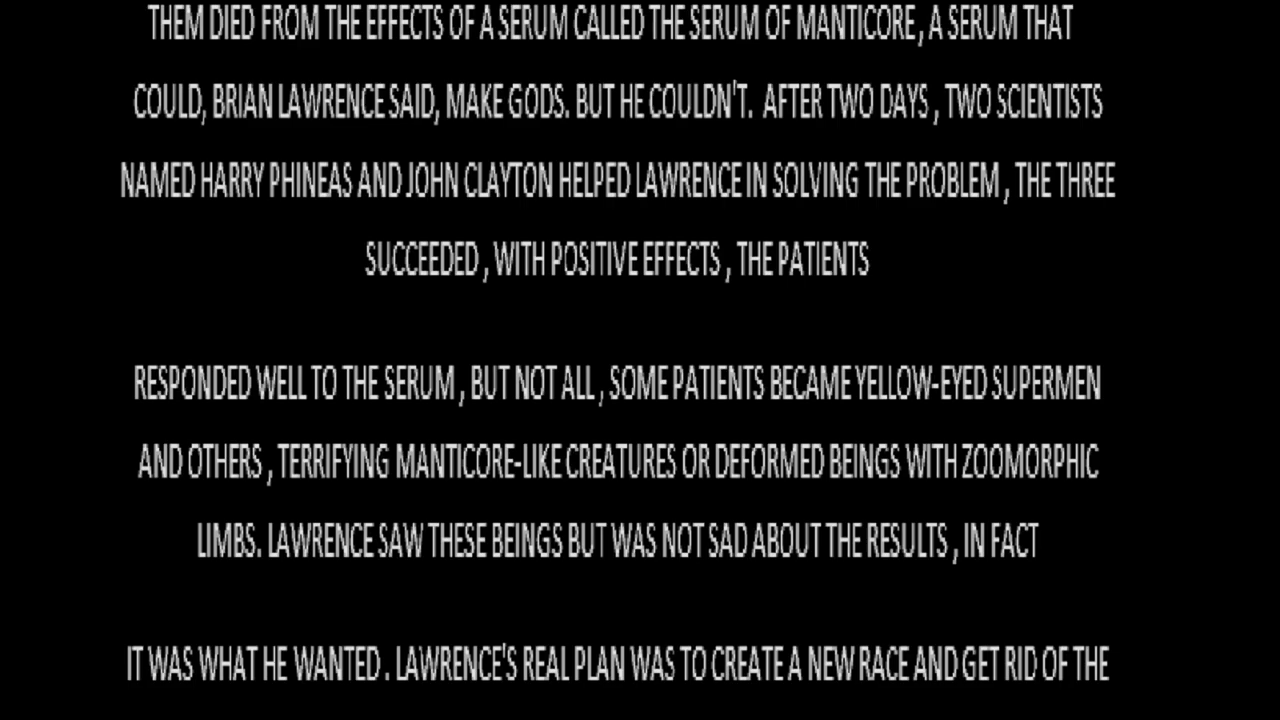 THEM DIED FROM THE EFFECTS OF A SERUM CALLED THE SERUM OF MANTICORE , A SERUM THAT
COULD, BRIAN LAWRENCE SAID, MAKE GODS. BUT HE COULDN'T. AFTER TWO DAYS , TWO SCIENTISTS
NAMED HARRY PHINEAS AND JOHN CLAYTON HELPED LAWRENCE IN SOLVING THE PROBLEM , THE THREE
SUCCEEDED , WITH POSITIVE EFFECTS , THE PATIENTS
RESPONDED WELL TO THE SERUM , BUT NOT ALL , SOME PATIENTS BECAME YELLOW-EYED SUPERMEN
AND OTHERS , TERRIFYING MANTICORE-LIKE CREATURES OR DEFORMED BEINGS WITH ZOOMORPHIC
LIMBS. LAWRENCE SAW THESE BEINGS BUT WAS NOT SAD ABOUT THE RESULTS , IN FACT
IT WAS WHAT HE WANTED . LAWRENCE'S REAL PLAN WAS TO CREATE A NEW RACE AND GET RID OF THE